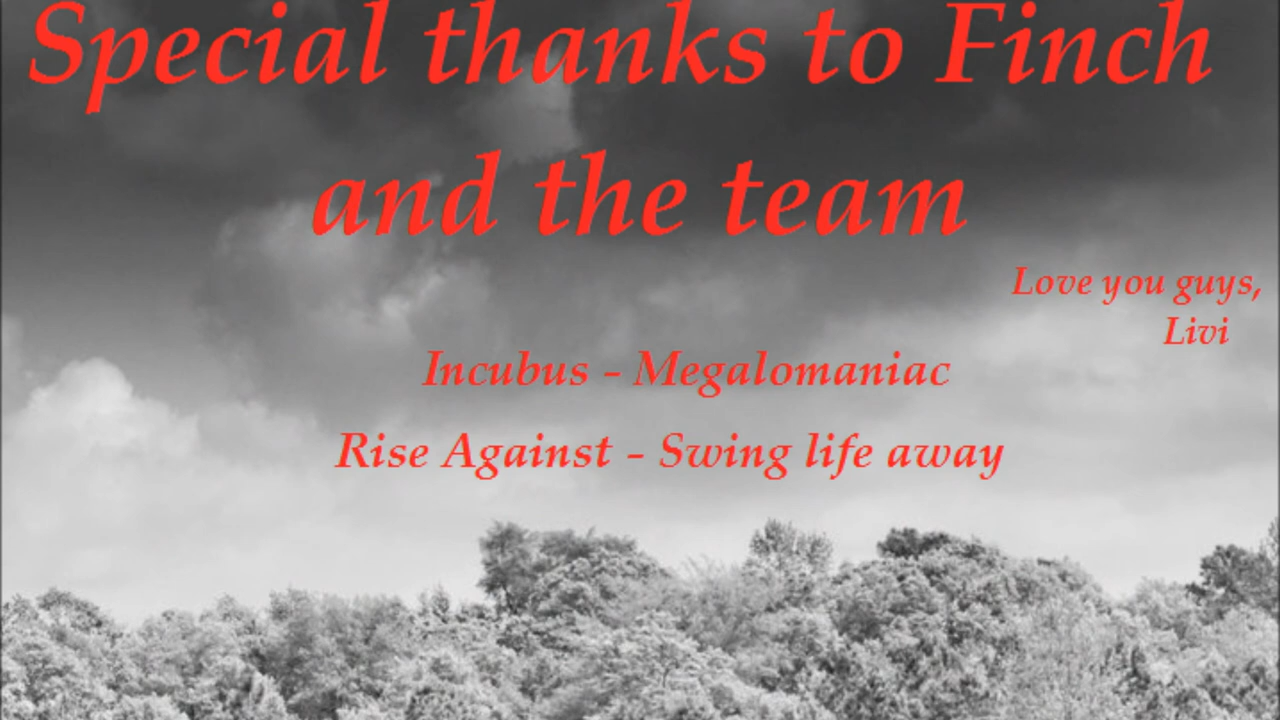 Special thanks to Finch
and the team
Love you guys,
Livi
Incubus - Megalomaniac
Rise Against - Swing life away